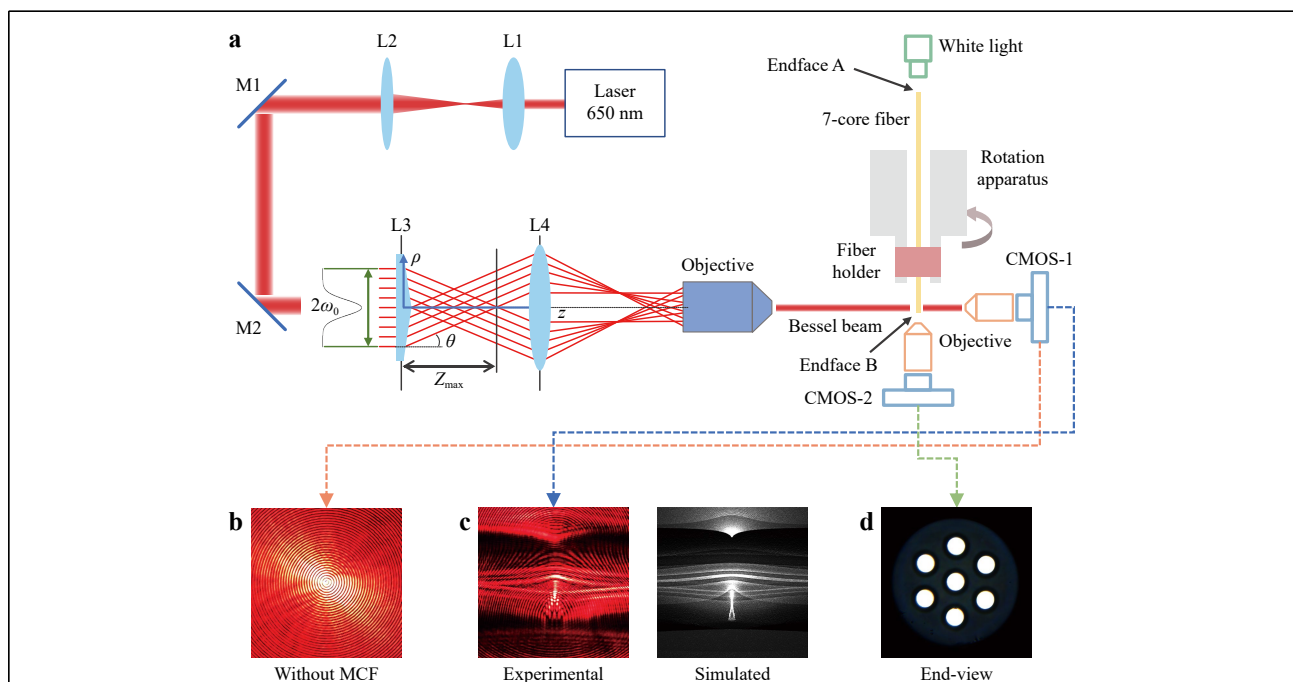 a
L2
L1
White light
M1
Endface A
Laser
650 nm
7-core fiber
Rotation
apparatus
L3
L4
ρ
Fiber
holder
CMOS-1
Objective
2ω₀
z
M2
Bessel beam
θ
Objective
Endface B
Zmax
CMOS-2
b
c
d
Without MCF
Experimental
Simulated
End-view